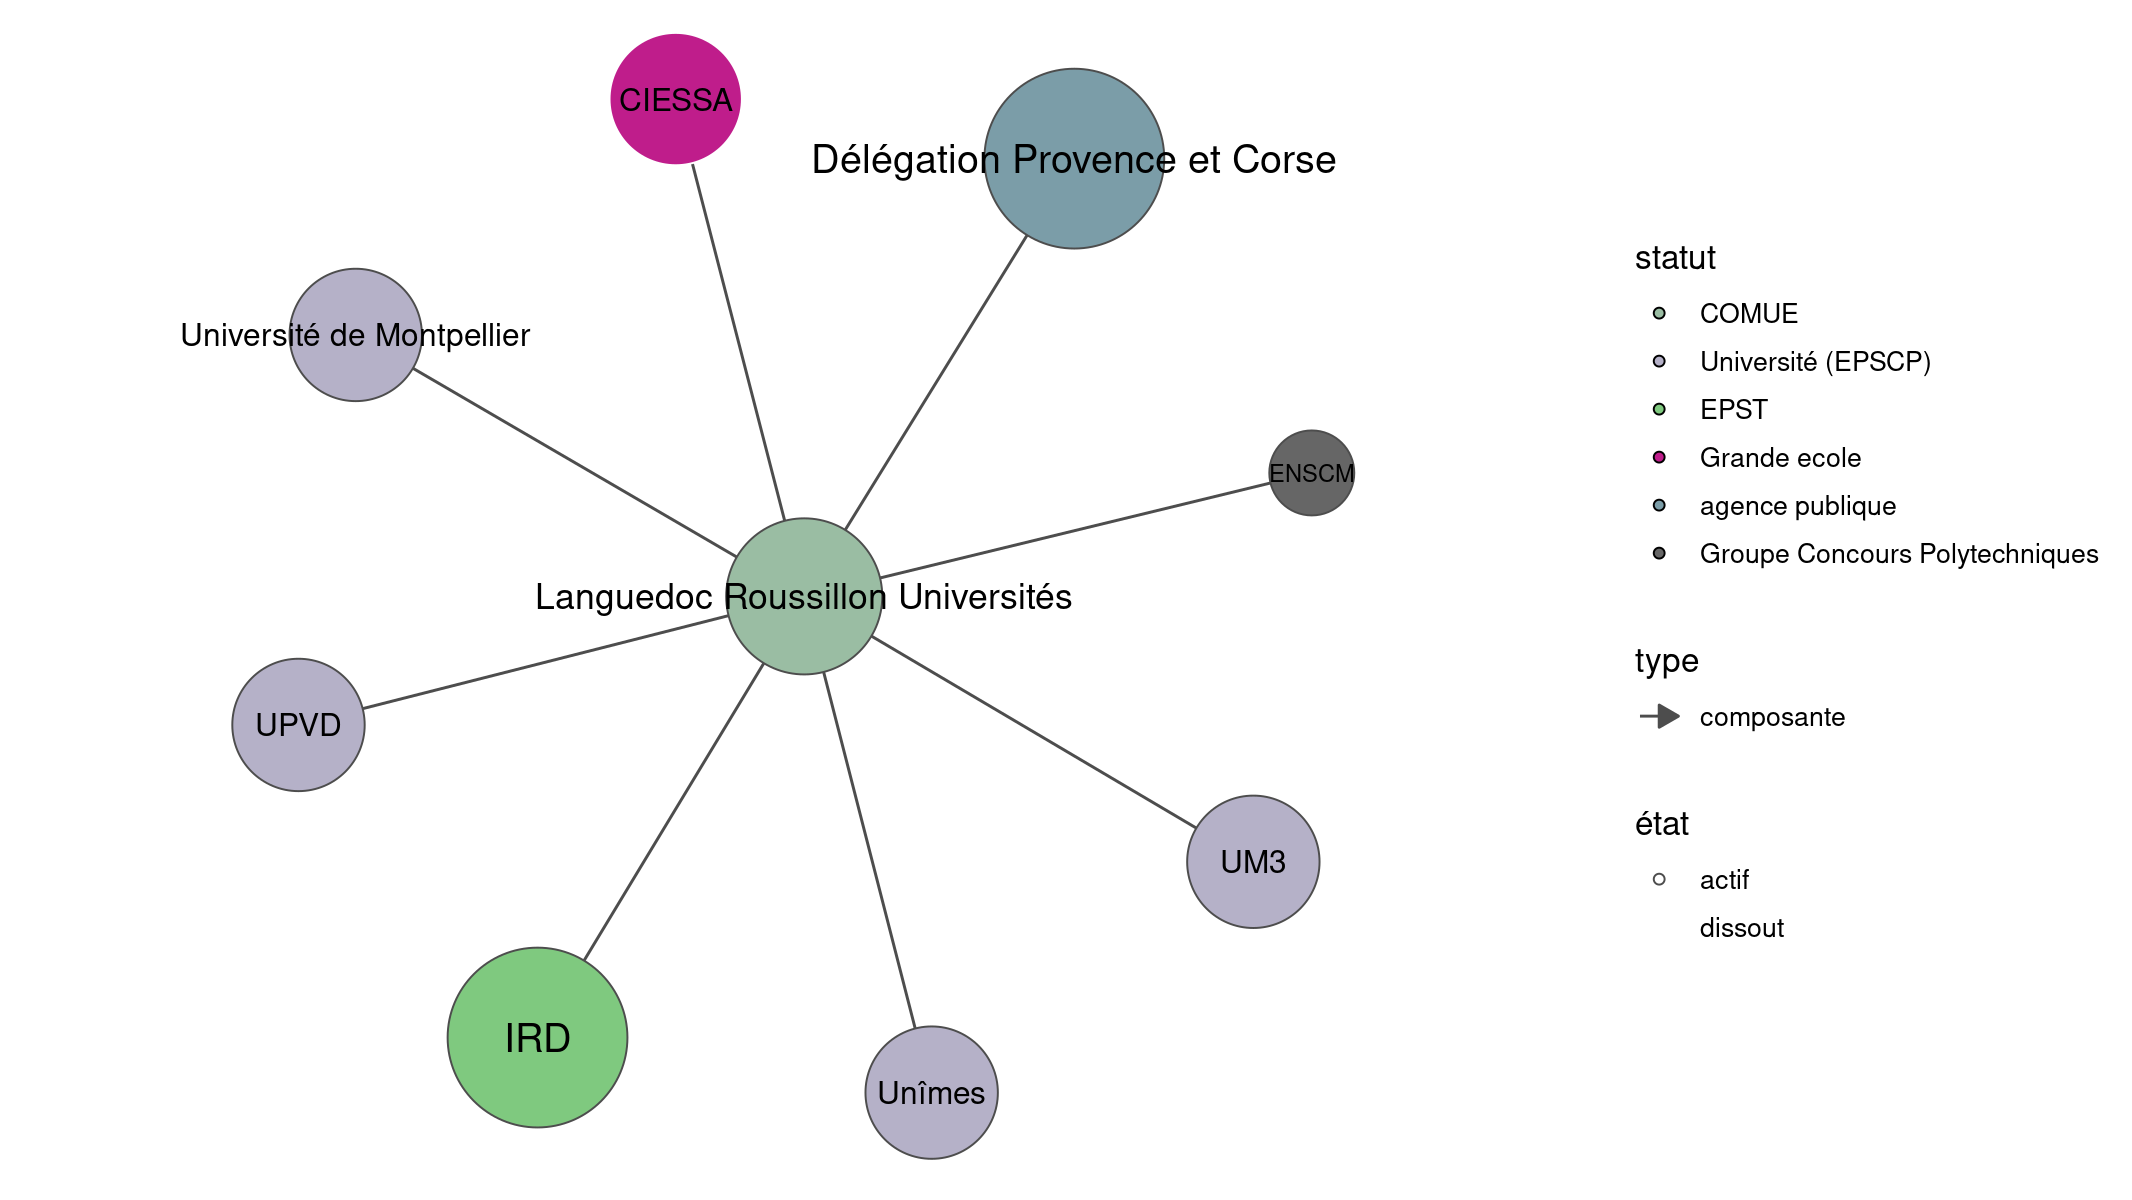 CIESSA
Délégation Provence et Corse
Université de Montpellier
ENSCM
Languedoc Roussillon Universités
UPVD
UM3
IRD
Unîmes
statut
COMUE
Université (EPSCP)
EPST
Grande ecole
agence publique
Groupe Concours Polytechniques
type
composante
état
actif
dissout